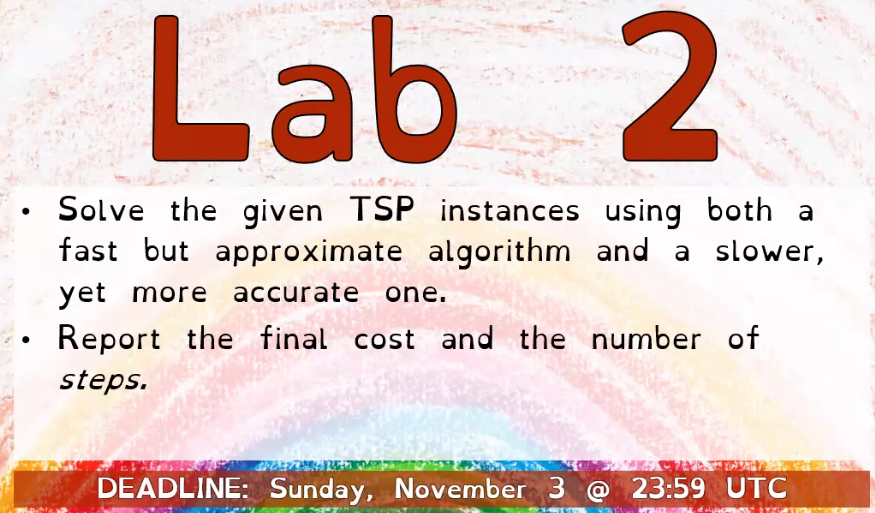 Lab 2
• Solve the given TSP instances using both a
fast but approximate algorithm and a slower,
yet more accurate one.
• Report the final cost and the number of
steps.
DEADLINE: Sunday, November 3 @ 23:59 UTC